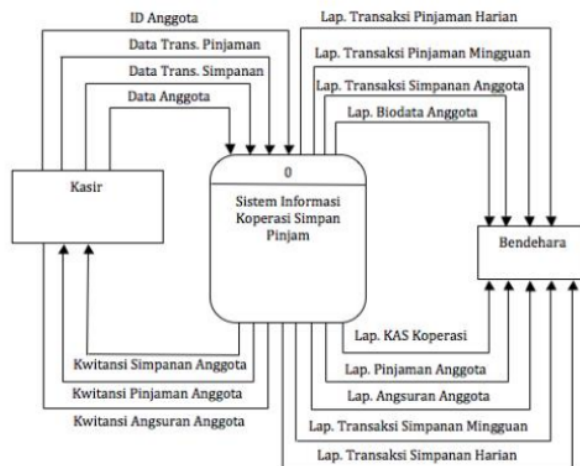 ID Anggota
Data Trans. Pinjaman
Data Trans. Simpanan
Data Anggota
Lap. Transaksi Pinjaman Harian
Lap. Transaksi Pinjaman Mingguan
Lap. Transaksi Simpanan Anggota
Lap. Biodata Anggota
Kasir
0
Sistem Informasi
Koperasi Simpan
Pinjam
Bendehara
Kwitansi Simpanan Anggota
Kwitansi Pinjaman Anggota
Kwitansi Angsuran Anggota
Lap. KAS Koperasi
Lap. Pinjaman Anggota
Lap. Angsuran Anggota
Lap. Transaksi Simpanan Mingguan
Lap. Transaksi Simpanan Harian